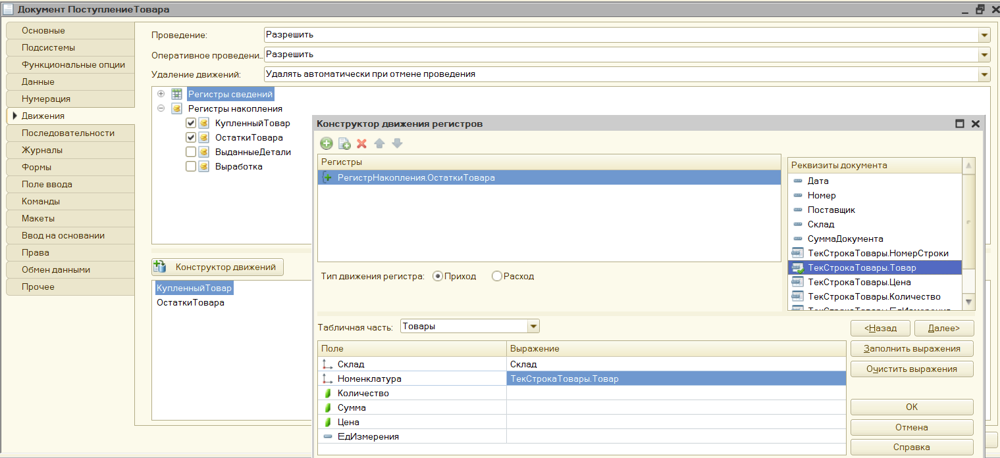 Документ ПоступлениеТовара
Основные
Подсистемы
Функциональные опции
Данные
Нумерация
Движения
Последовательности
Журналы
Формы
Поле ввода
Команды
Макеты
Ввод на основании
Права
Обмен данными
Прочее
Проведение: Разрешить
Оперативное проведени... Разрешить
Удаление движений: Удалять автоматически при отмене проведения
Регистры сведений
Регистры накопления
КупленныйТовар
ОстаткиТовара
ВыданныеДетали
Выработка
Конструктор движений
КупленныйТовар
ОстаткиТовара
Конструктор движения регистров
Регистры
РегистрНакопления.ОстаткиТовара
Реквизиты документа
Дата
Номер
Поставщик
Склад
СуммаДокумента
ТекСтрокаТовары.НомерСтроки
ТекСтрокаТовары.Товар
ТекСтрокаТовары.Цена
ТекСтрокаТовары.Количество
ТекСтрокаТовары.ЕдИзмерения
Тип движения регистра: Приход Расход
Табличная часть: Товары
<Назад Далее>
Заполнить выражения
Очистить выражения
Поле Выражение
Склад Склад
Номенклатура ТекСтрокаТовары.Товар
Количество
Сумма
Цена
ЕдИзмерения
OK
Отмена
Справка